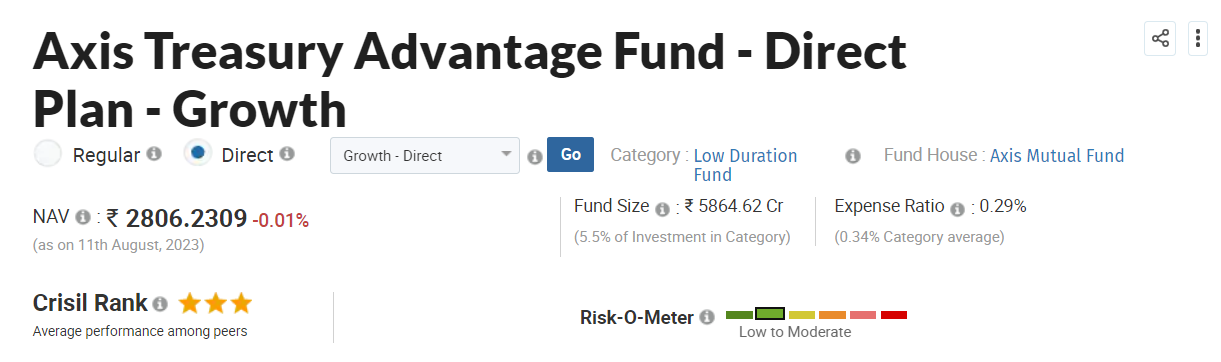 Axis Treasury Advantage Fund - Direct
Plan - Growth
Regular Direct Growth - Direct Go Category : Low Duration Fund House : Axis Mutual Fund
Fund
NAV : ₹ 2806.2309 -0.01% Fund Size : ₹ 5864.62 Cr Expense Ratio : 0.29%
(as on 11th August, 2023) (5.5% of Investment in Category) (0.34% Category average)
Crisil Rank Risk-O-Meter
Average performance among peers Low to Moderate